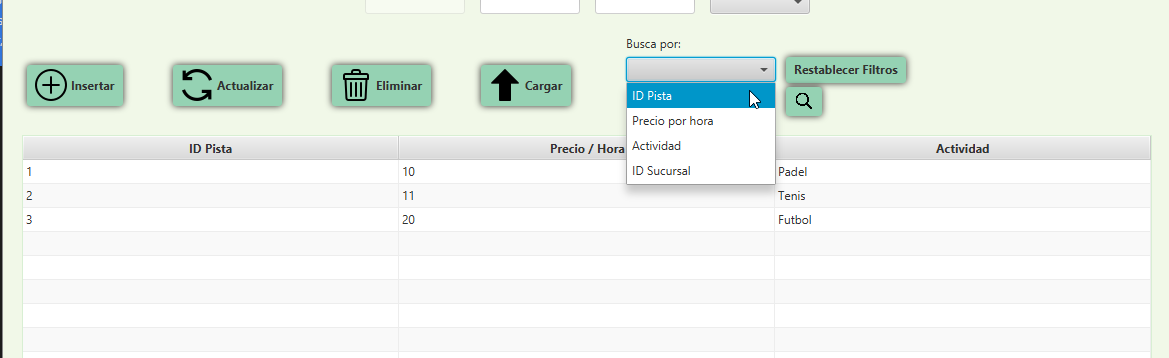 Busca por:
Insertar
Actualizar
Eliminar
Cargar
Restablecer Filtros
ID Pista
Precio por hora
Actividad
ID Sucursal
ID Pista Precio / Hora Actividad
1 10 Padel
2 11 Tenis
3 20 Futbol